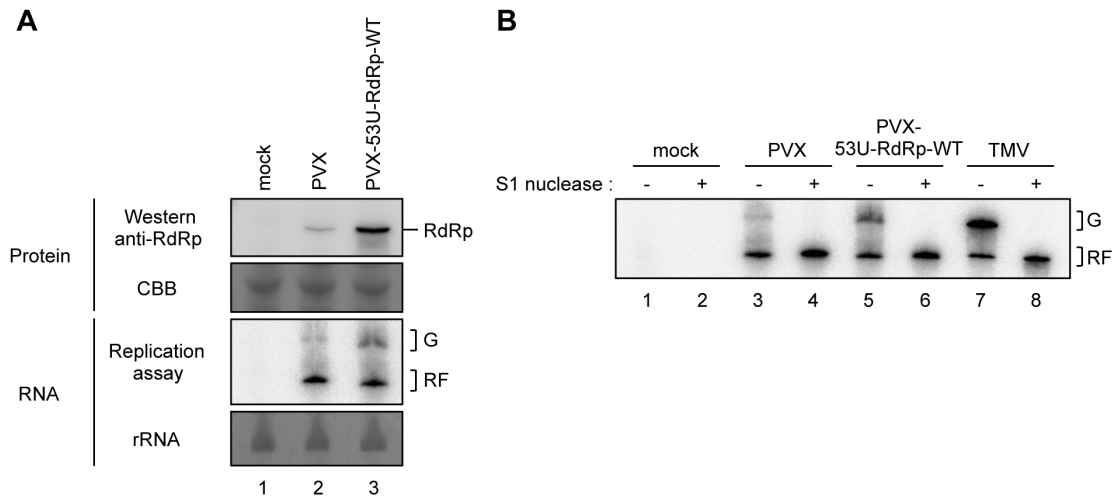 A
mock
PVX
PVX-53U-RdRp-WT
Protein
Western
anti-RdRp
RdRp
CBB
RNA
Replication
assay
G
RF
rRNA
1 2 3
B
mock PVX PVX-
53U-RdRp-WT TMV
S1 nuclease : - + - + - + - +
G
RF
1 2 3 4 5 6 7 8